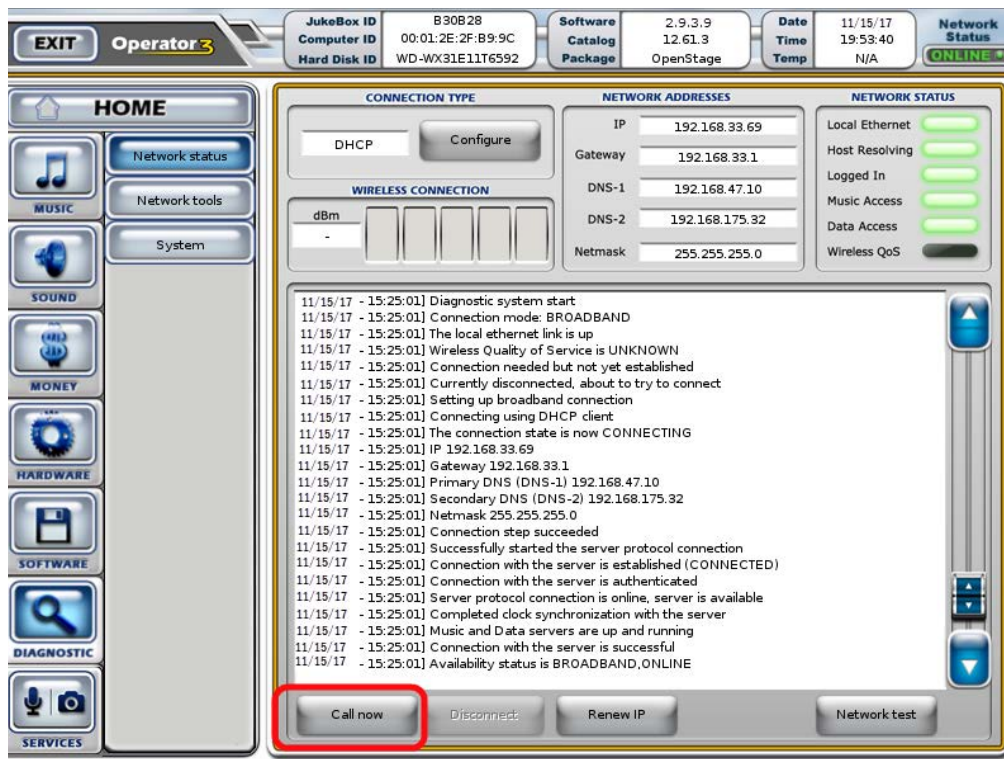 EXIT
Operator 3
JukeBox ID B30B28
Computer ID 00:01:2E:2F:B9:9C
Hard Disk ID WD-WX31E11T6592
Software 2.9.3.9
Catalog 12.61.3
Package OpenStage
Date 11/15/17
Time 19:53:40
Temp N/A
Network
Status
ONLINE
HOME
MUSIC
SOUND
MONEY
HARDWARE
SOFTWARE
DIAGNOSTIC
SERVICES
Network status
Network tools
System
CONNECTION TYPE
DHCP
Configure
WIRELESS CONNECTION
dBm
-
NETWORK ADDRESSES
IP 192.168.33.69
Gateway 192.168.33.1
DNS-1 192.168.47.10
DNS-2 192.168.175.32
Netmask 255.255.255.0
NETWORK STATUS
Local Ethernet
Host Resolving
Logged In
Music Access
Data Access
Wireless QoS
11/15/17 - 15:25:01] Diagnostic system start
11/15/17 - 15:25:01] Connection mode: BROADBAND
11/15/17 - 15:25:01] The local ethernet link is up
11/15/17 - 15:25:01] Wireless Quality of Service is UNKNOWN
11/15/17 - 15:25:01] Connection needed but not yet established
11/15/17 - 15:25:01] Currently disconnected, about to try to connect
11/15/17 - 15:25:01] Setting up broadband connection
11/15/17 - 15:25:01] Connecting using DHCP client
11/15/17 - 15:25:01] The connection state is now CONNECTING
11/15/17 - 15:25:01] IP 192.168.33.69
11/15/17 - 15:25:01] Gateway 192.168.33.1
11/15/17 - 15:25:01] Primary DNS (DNS-1) 192.168.47.10
11/15/17 - 15:25:01] Secondary DNS (DNS-2) 192.168.175.32
11/15/17 - 15:25:01] Netmask 255.255.255.0
11/15/17 - 15:25:01] Connection step succeeded
11/15/17 - 15:25:01] Successfully started the server protocol connection
11/15/17 - 15:25:01] Connection with the server is established (CONNECTED)
11/15/17 - 15:25:01] Connection with the server is authenticated
11/15/17 - 15:25:01] Server protocol connection is online, server is available
11/15/17 - 15:25:01] Completed clock synchronization with the server
11/15/17 - 15:25:01] Music and Data servers are up and running
11/15/17 - 15:25:01] Connection with the server is successful
11/15/17 - 15:25:01] Availability status is BROADBAND,ONLINE
Call now
Disconnect
Renew IP
Network test